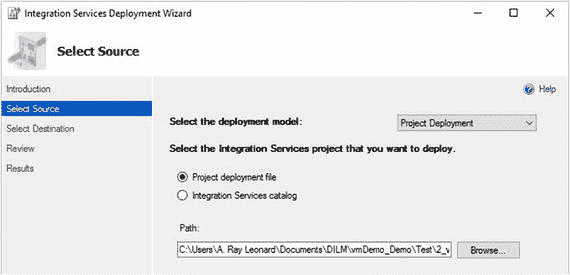 Integration Services Deployment Wizard
Select Source
Introduction
Help
Select Source
Select the deployment model:
Project Deployment
Select Destination
Select the Integration Services project that you want to deploy.
Review
Results
Project deployment file
Integration Services catalog
Path:
C:\Users\A. Ray Leonard\Documents\DILM\vmDemo_Demo\Test\2_v
Browse...